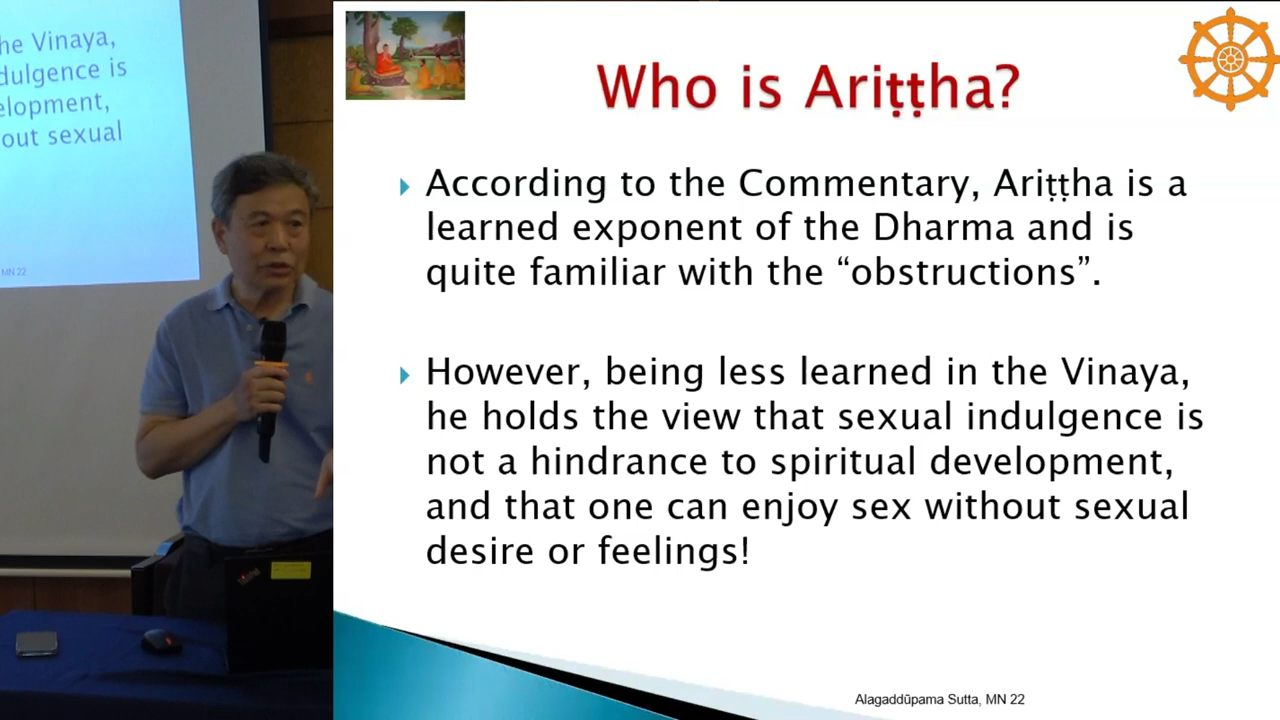 he Vinaya,
dulgence is
elopment,
out sexual
MN 22
Who is Ariṭṭha?
According to the Commentary, Ariṭṭha is a
learned exponent of the Dharma and is
quite familiar with the “obstructions”.
However, being less learned in the Vinaya,
he holds the view that sexual indulgence is
not a hindrance to spiritual development,
and that one can enjoy sex without sexual
desire or feelings!
Alagaddūpama Sutta, MN 22